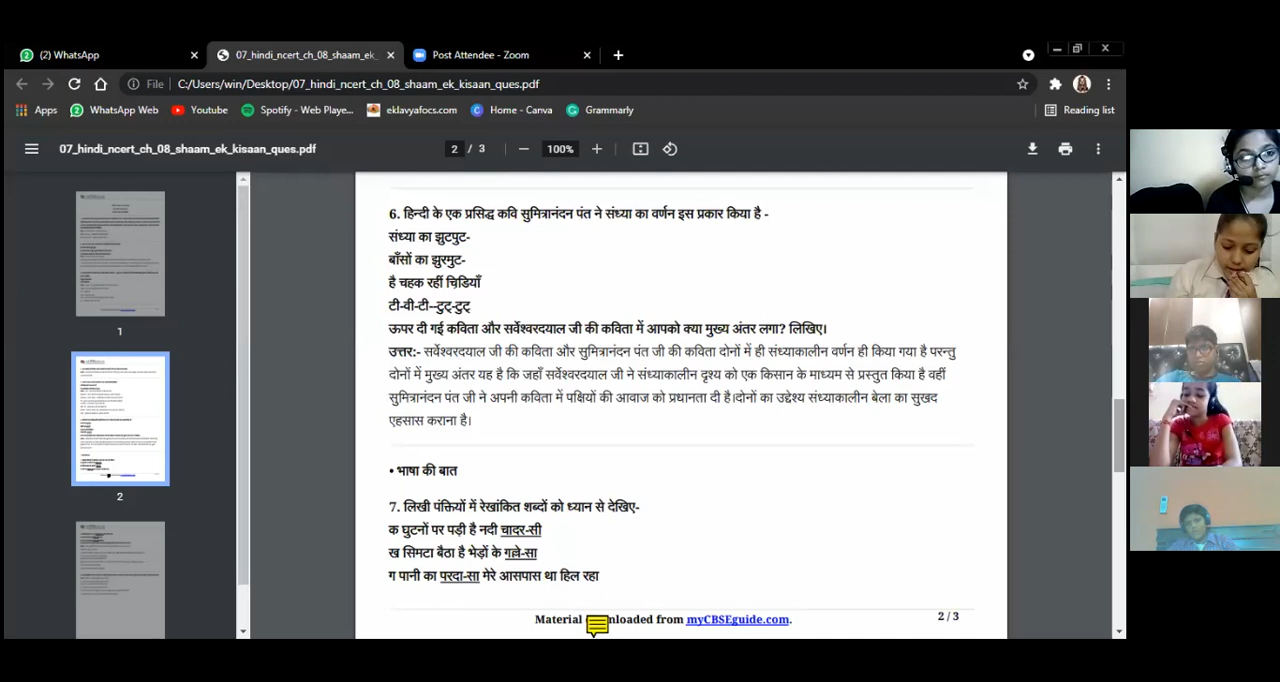 (2) WhatsApp
07_hindi_ncert_ch_08_shaam_ek_
Post Attendee - Zoom
File
C:/Users/win/Desktop/07_hindi_ncert_ch_08_shaam_ek_kisaan_ques.pdf
Apps
WhatsApp Web
Youtube
Spotify - Web Playe...
eklavyafocs.com
Home - Canva
Grammarly
Reading list
07_hindi_ncert_ch_08_shaam_ek_kisaan_ques.pdf
2 / 3
100%
6. हिन्दी के एक प्रसिद्ध कवि सुमित्रानंदन पंत ने संध्या का वर्णन इस प्रकार किया है -
संध्या का झुटपुट-
बाँसों का झुरमुट-
है चहक रहीं चिडियाँ
टी-वी-टी--टुट्-टुट्
ऊपर दी गई कविता और सर्वेश्वरदयाल जी की कविता में आपको क्या मुख्य अंतर लगा? लिखिए।
उत्तर:- सर्वेश्वरदयाल जी की कविता और सुमित्रानंदन पंत जी की कविता दोनों में ही संध्याकालीन वर्णन ही किया गया है परन्तु
दोनों में मुख्य अंतर यह है कि जहाँ सर्वेश्वरदयाल जी ने संध्याकालीन दृश्य को एक किसान के माध्यम से प्रस्तुत किया है वहीं
सुमित्रानंदन पंत जी ने अपनी कविता में पक्षियों की आवाज को प्रधानता दी है।दोनों का उद्देश्य संध्याकालीन बेला का सुखद
एहसास कराना है।
• भाषा की बात
7. लिखी पंक्तियों में रेखांकित शब्दों को ध्यान से देखिए-
क घुटनों पर पड़ी है नदी चादर-सी
ख सिमटा बैठा है भेड़ों के गल्ले-सा
ग पानी का परदा-सा मेरे आसपास था हिल रहा
Material nloaded from myCBSEguide.com.
2 / 3
1
2